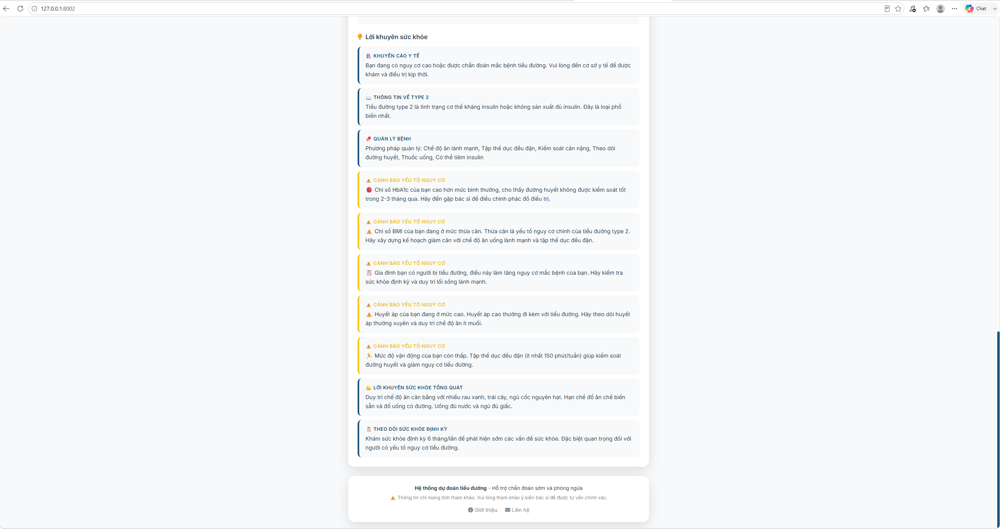 127.0.0.1:8002
Chat
Lời khuyên sức khỏe
KHUYẾN CÁO Y TẾ
Bạn đang có nguy cơ cao hoặc được chẩn đoán mắc bệnh tiểu đường. Vui lòng đến cơ sở y tế để được
khám và điều trị kịp thời.
THÔNG TIN VỀ TYPE 2
Tiểu đường type 2 là tình trạng cơ thể kháng insulin hoặc không sản xuất đủ insulin. Đây là loại phổ
biến nhất.
QUẢN LÝ BỆNH
Phương pháp quản lý: Chế độ ăn lành mạnh, Tập thể dục đều đặn, Kiểm soát cân nặng, Theo dõi
đường huyết, Thuốc uống, Có thể tiêm insulin
CẢNH BÁO YẾU TỐ NGUY CƠ
Chỉ số HbA1c của bạn cao hơn mức bình thường, cho thấy đường huyết không được kiểm soát tốt
trong 2-3 tháng qua. Hãy đến gặp bác sĩ để điều chỉnh phác đồ điều trị.
CẢNH BÁO YẾU TỐ NGUY CƠ
Chỉ số BMI của bạn đang ở mức thừa cân. Thừa cân là yếu tố nguy cơ chính của tiểu đường type 2.
Hãy xây dựng kế hoạch giảm cân với chế độ ăn uống lành mạnh và tập thể dục đều đặn.
CẢNH BÁO YẾU TỐ NGUY CƠ
Gia đình bạn có người bị tiểu đường, điều này làm tăng nguy cơ mắc bệnh của bạn. Hãy kiểm tra
sức khỏe định kỳ và duy trì lối sống lành mạnh.
CẢNH BÁO YẾU TỐ NGUY CƠ
Huyết áp của bạn đang ở mức cao. Huyết áp cao thường đi kèm với tiểu đường. Hãy theo dõi huyết
áp thường xuyên và duy trì chế độ ăn ít muối.
CẢNH BÁO YẾU TỐ NGUY CƠ
Mức độ vận động của bạn còn thấp. Tập thể dục đều đặn (ít nhất 150 phút/tuần) giúp kiểm soát
đường huyết và giảm nguy cơ tiểu đường.
LỜI KHUYÊN SỨC KHỎE TỔNG QUÁT
Duy trì chế độ ăn cân bằng với nhiều rau xanh, trái cây, ngũ cốc nguyên hạt. Hạn chế đồ ăn chế biến
sẵn và đồ uống có đường. Uống đủ nước và ngủ đủ giấc.
THEO DÕI SỨC KHỎE ĐỊNH KỲ
Khám sức khỏe định kỳ 6 tháng/lần để phát hiện sớm các vấn đề sức khỏe. Đặc biệt quan trọng đối với
người có yếu tố nguy cơ tiểu đường.
Hệ thống dự đoán tiểu đường - Hỗ trợ chẩn đoán sớm và phòng ngừa
Thông tin chỉ mang tính tham khảo. Vui lòng tham khảo ý kiến bác sĩ để được tư vấn chính xác.
Giới thiệu Liên hệ